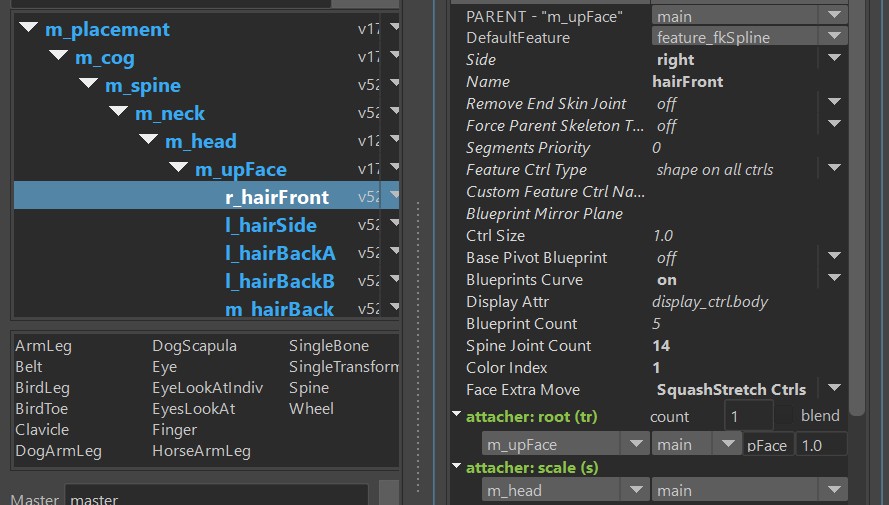 m_placement v17
m_cog v17
m_spine v52
m_neck v52
m_head v12
m_upFace v17
r_hairFront v52
l_hairSide v52
l_hairBackA v52
l_hairBackB v52
m_hairBack v52
ArmLeg DogScapula SingleBone
Belt Eye SingleTransform
BirdLeg EyeLookAtIndiv Spine
BirdToe EyesLookAt Wheel
Clavicle Finger
DogArmLeg HorseArmLeg
Master master
PARENT - "m_upFace" main
DefaultFeature feature_fkSpline
Side right
Name hairFront
Remove End Skin Joint off
Force Parent Skeleton T... off
Segments Priority 0
Feature Ctrl Type shape on all ctrls
Custom Feature Ctrl Na...
Blueprint Mirror Plane
Ctrl Size 1.0
Base Pivot Blueprint off
Blueprints Curve on
Display Attr display_ctrl.body
Blueprint Count 5
Spine Joint Count 14
Color Index 1
Face Extra Move SquashStretch Ctrls
attacher: root (tr) count 1 blend
m_upFace main pFace 1.0
attacher: scale (s)
m_head main